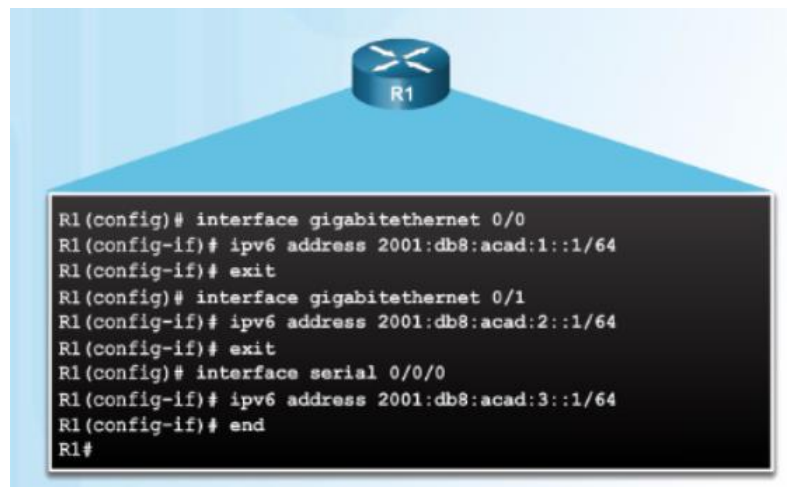 R1
R1(config)# interface gigabitethernet 0/0
R1(config-if)# ipv6 address 2001:db8:acad:1::1/64
R1(config-if)# exit
R1(config)# interface gigabitethernet 0/1
R1(config-if)# ipv6 address 2001:db8:acad:2::1/64
R1(config-if)# exit
R1(config)# interface serial 0/0/0
R1(config-if)# ipv6 address 2001:db8:acad:3::1/64
R1(config-if)# end
R1#